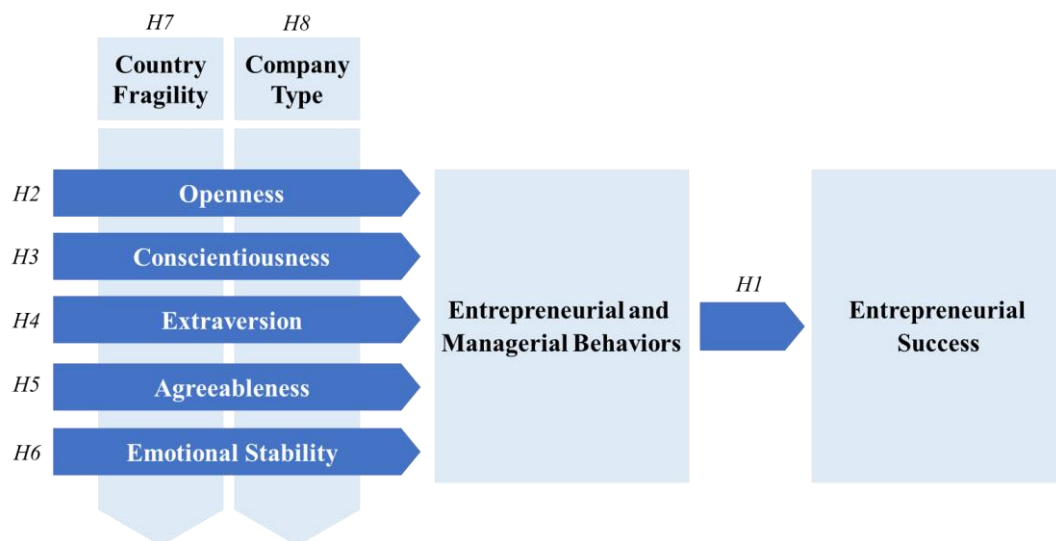 H7
H8
Country
Fragility
Company
Type
H2
Openness
H3
Conscientiousness
H4
Extraversion
H5
Agreeableness
H6
Emotional Stability
Entrepreneurial and
Managerial Behaviors
H1
Entrepreneurial
Success